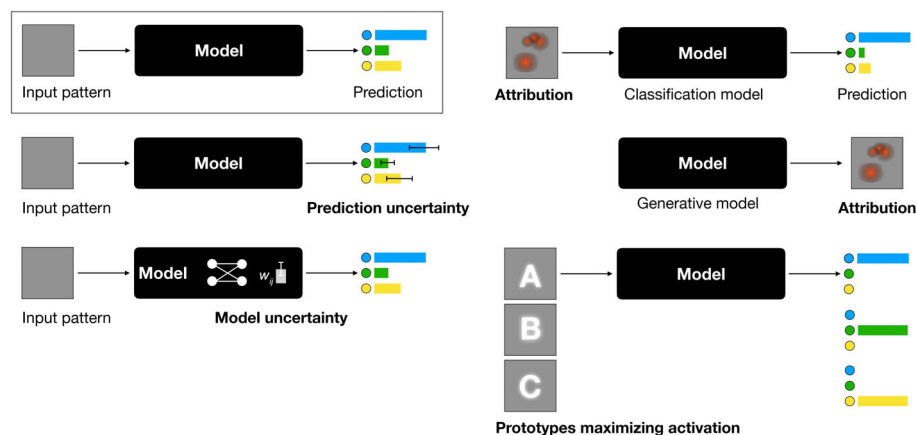 Model
Input pattern
Prediction
Model
Input pattern
Prediction uncertainty
Model
w ij
Input pattern
Model uncertainty
Model
Attribution
Classification model
Prediction
Model
Generative model
Attribution
A
Model
B
C
Prototypes maximizing activation